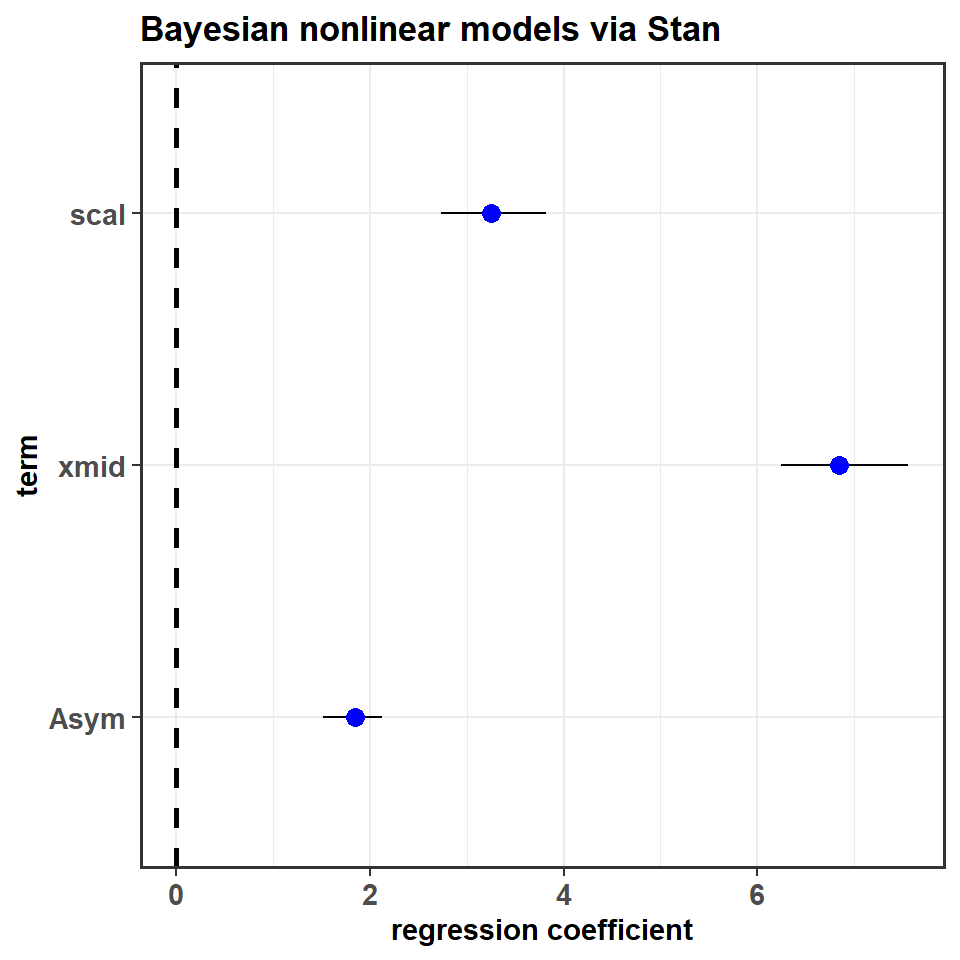 Bayesian nonlinear models via Stan
term
scal
xmid
Asym
0 2 4 6
regression coefficient